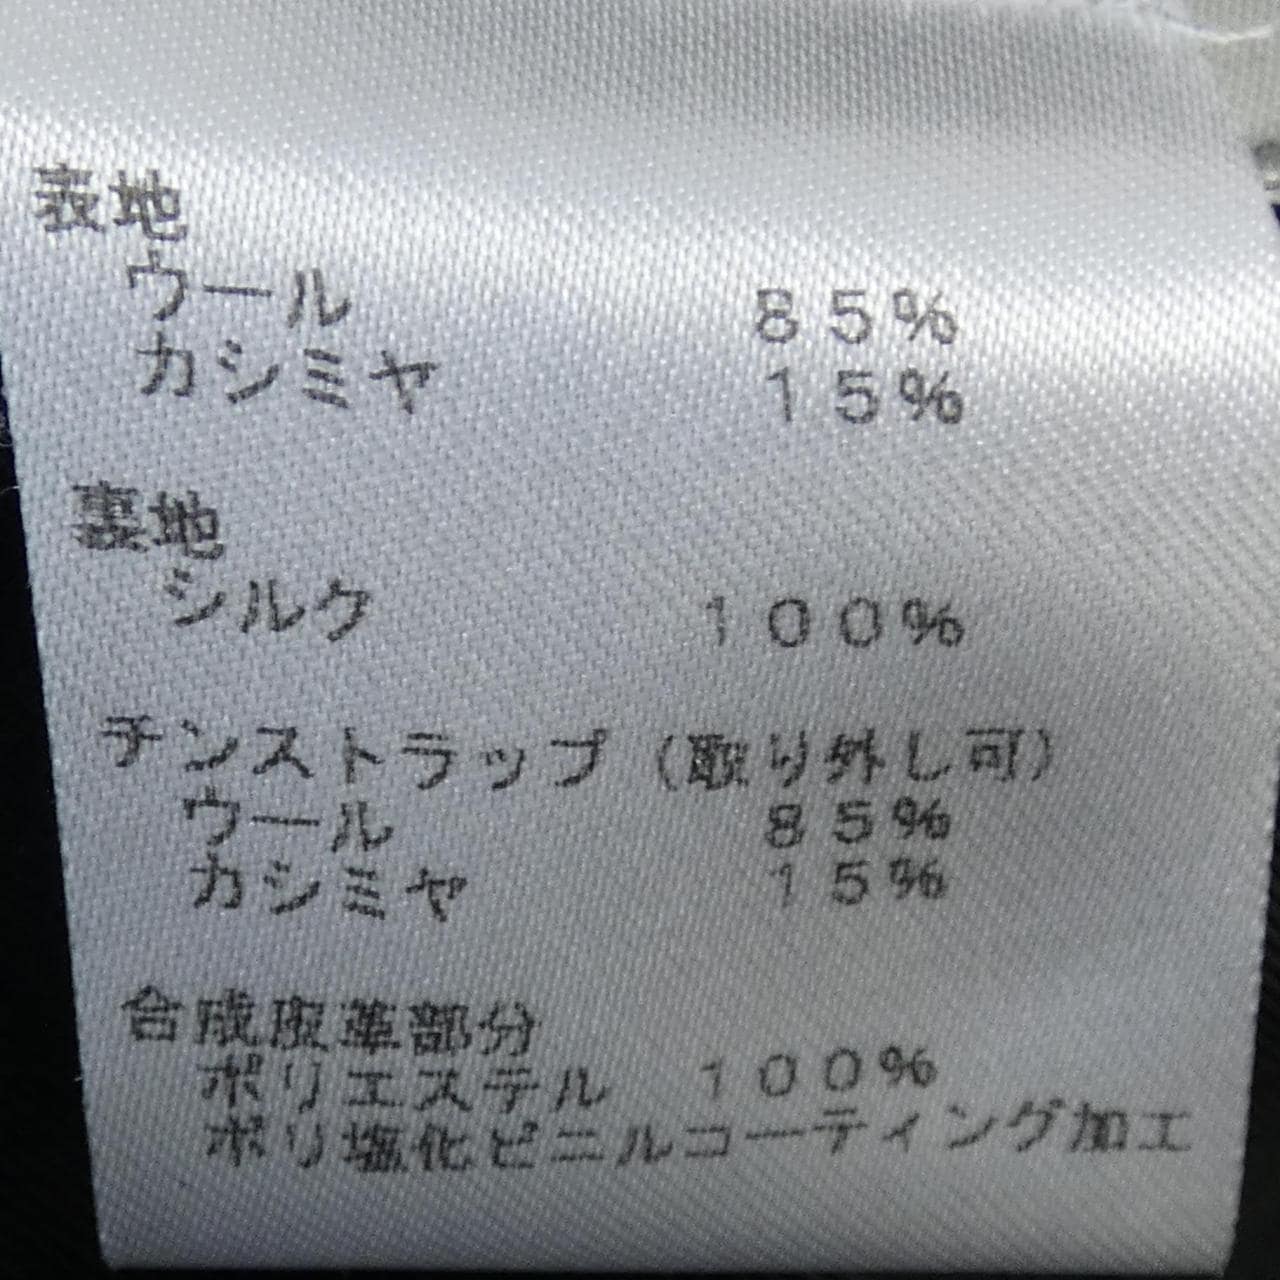 表地
ウール 85%
カシミヤ 15%
裏地
シルク 100%
チンストラップ(取り外し可)
ウール 85%
カシミヤ 15%
合成皮革部分
ポリエステル 100%
ポリ塩化ビニルコーティング加工